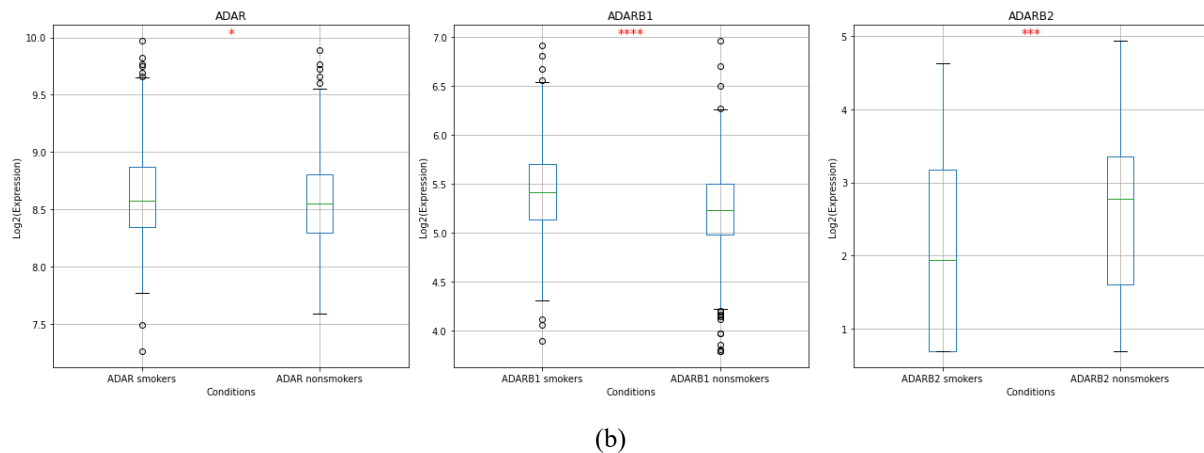 ADAR
*
10.0
9.5
9.0
8.5
8.0
7.5
Log2(Expression)
ADAR smokers
ADAR nonsmokers
Conditions
ADARB1
****
7.0
6.5
6.0
5.5
5.0
4.5
4.0
Log2(Expression)
ADARB1 smokers
ADARB1 nonsmokers
Conditions
ADARB2
***
5
4
3
2
1
Log2(Expression)
ADARB2 smokers
ADARB2 nonsmokers
Conditions
(b)